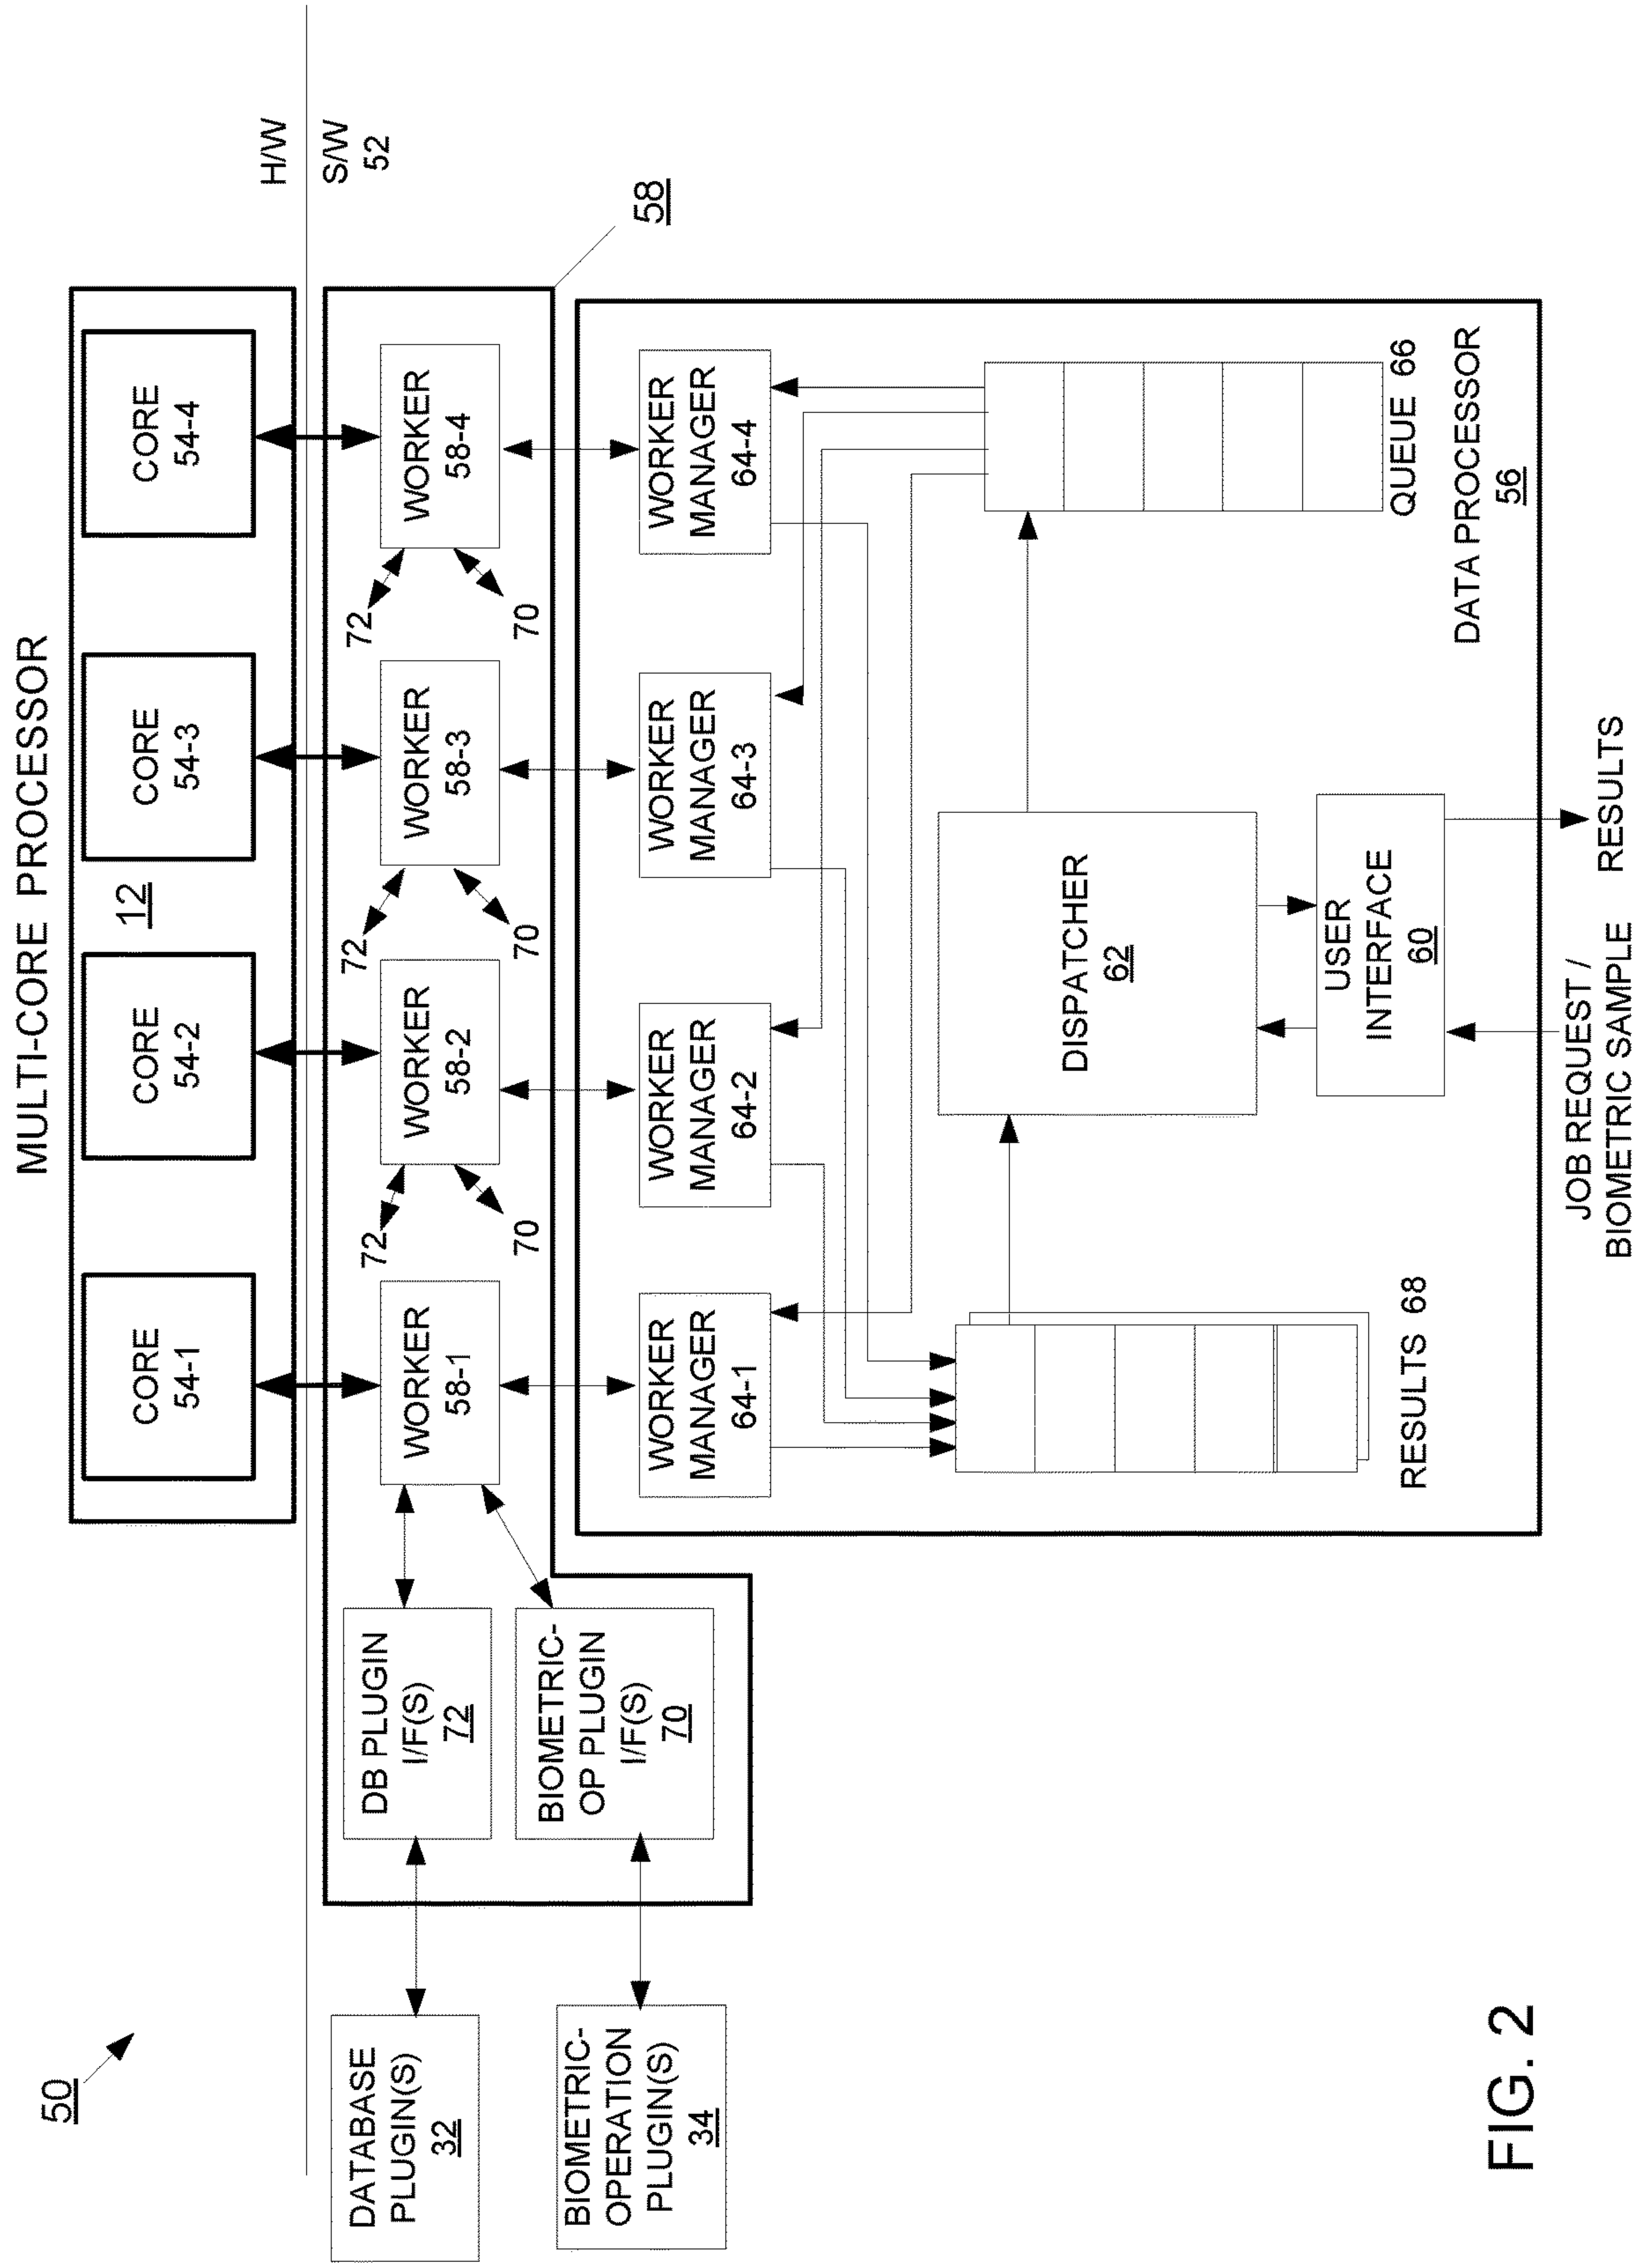 50
MULTI-CORE PROCESSOR
12
CORE
54-1
CORE
54-2
CORE
54-3
CORE
54-4
H/W
S/W
52
58
DATABASE
PLUGIN(S)
32
BIOMETRIC-
OPERATION
PLUGIN(S)
34
DB PLUGIN
I/F(S)
72
BIOMETRIC-
OP PLUGIN
I/F(S)
70
WORKER
58-1
72
70
WORKER
58-2
72
70
WORKER
58-3
72
70
WORKER
58-4
WORKER
MANAGER
64-1
WORKER
MANAGER
64-2
WORKER
MANAGER
64-3
WORKER
MANAGER
64-4
RESULTS 68
DISPATCHER
62
USER
INTERFACE
60
QUEUE 66
DATA PROCESSOR
56
JOB REQUEST /
BIOMETRIC SAMPLE
RESULTS
FIG. 2